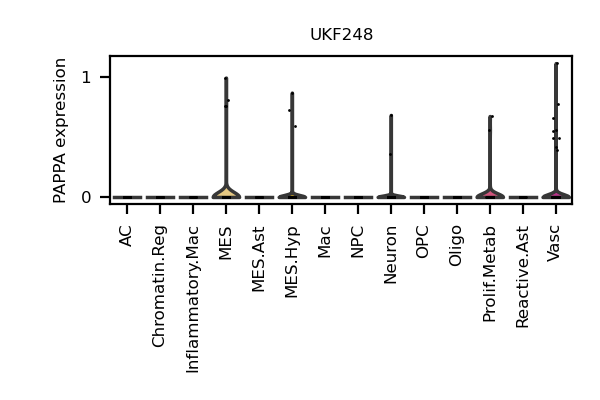 UKF248
PAPPA expression
1
0
AC
Chromatin.Reg
Inflammatory.Mac
MES
MES.Ast
MES.Hyp
Mac
NPC
Neuron
OPC
Oligo
Prolif.Metab
Reactive.Ast
Vasc